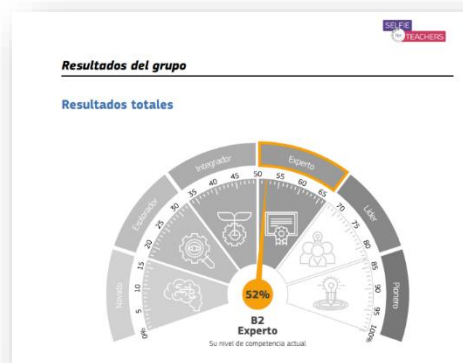 SELFIE
for
TEACHERS
Resultados del grupo
Resultados totales
Novato
Explorador
Integrador
Experto
Líder
Pionero
0%
5
10
15
20
25
30
35
40
45
50
55
60
65
70
75
80
85
90
95
100%
52%
B2
Experto
Su nivel de competencia actual